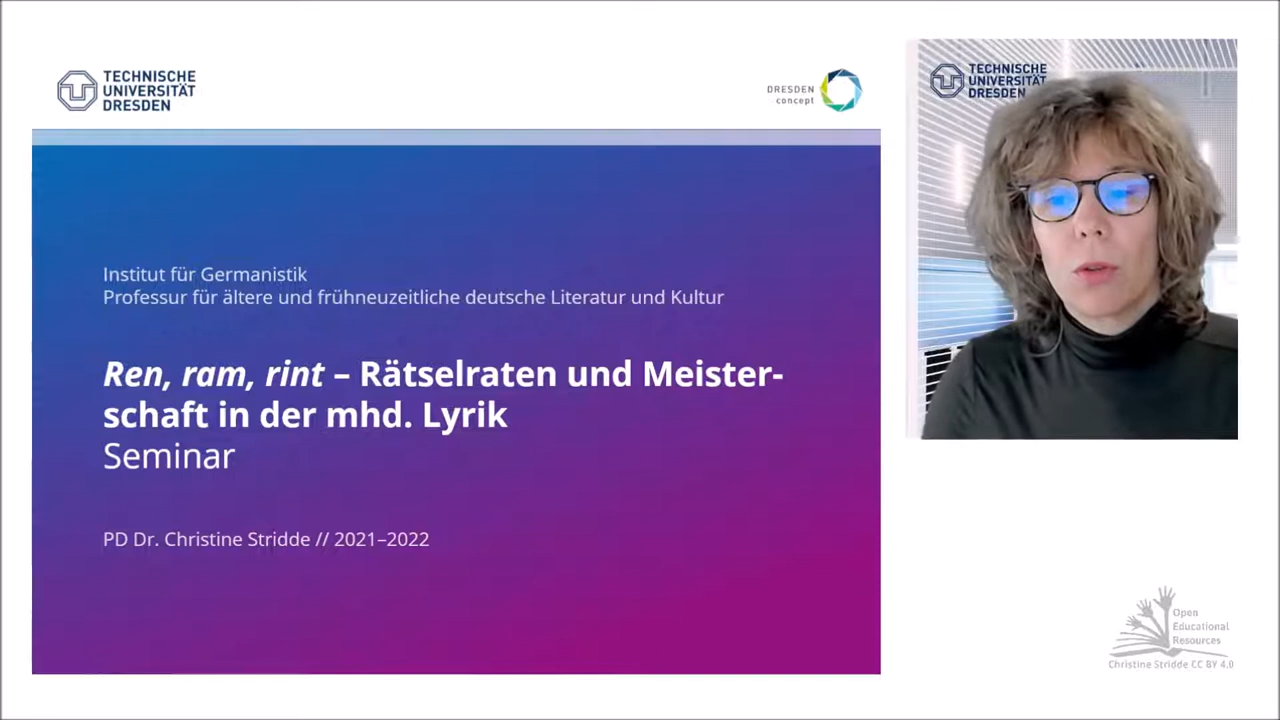 TECHNISCHE
UNIVERSITÄT
DRESDEN
DRESDEN
concept
Institut für Germanistik
Professur für ältere und frühneuzeitliche deutsche Literatur und Kultur
Ren, ram, rint – Rätselraten und Meister-
schaft in der mhd. Lyrik
Seminar
PD Dr. Christine Stridde // 2021–2022
TECHNISCHE
UNIVERSITÄT
DRESDEN
Open
Educational
Resources
Christine Stridde CC BY 4.0